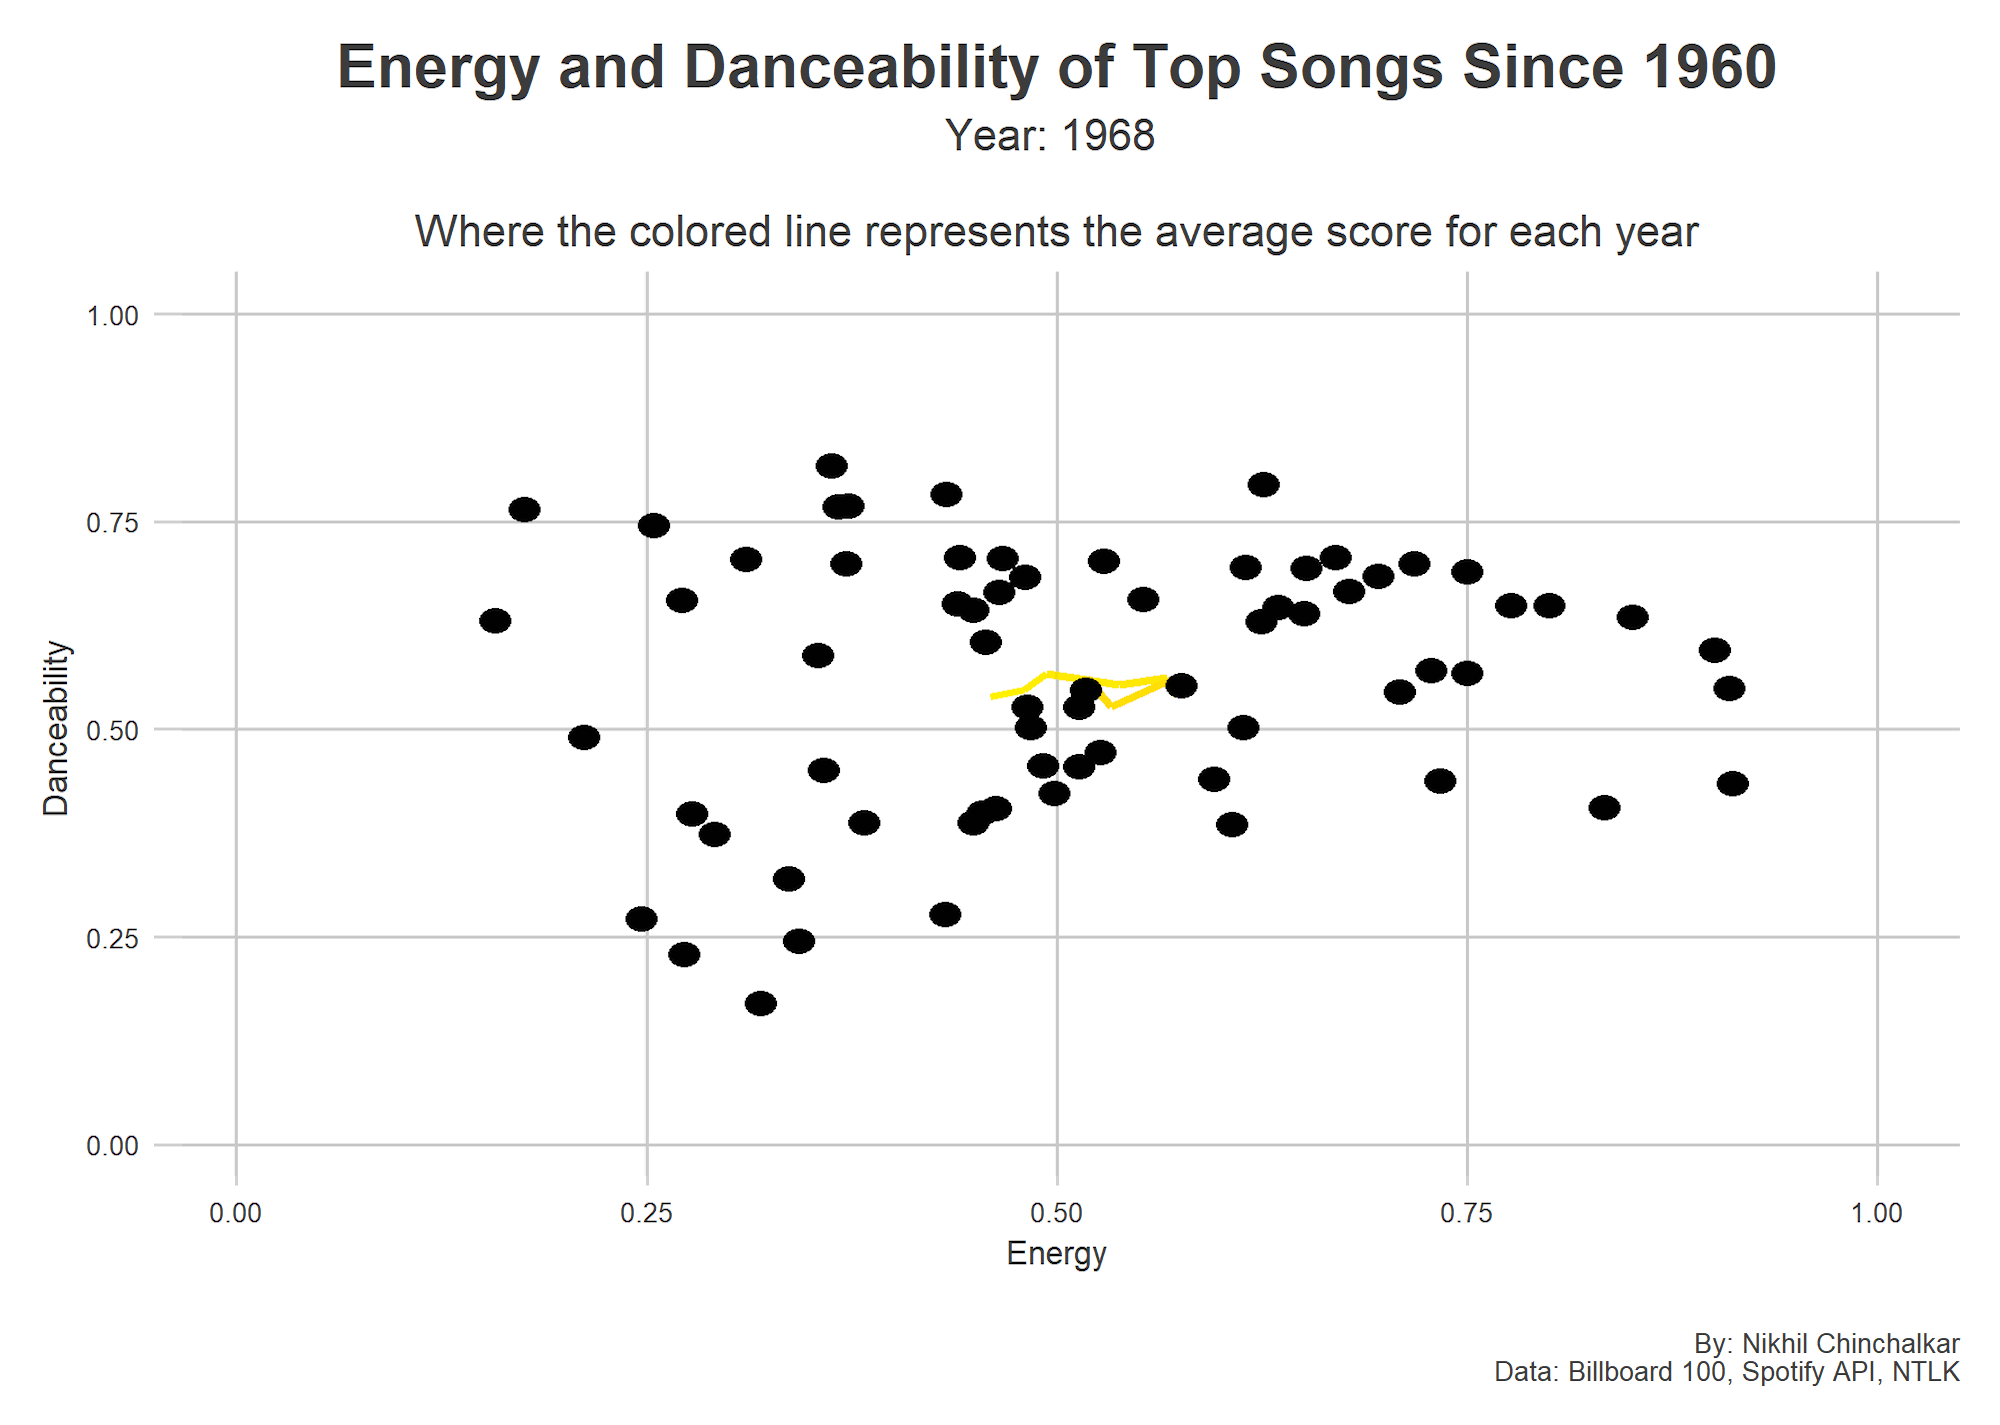 Energy and Danceability of Top Songs Since 1960
Year: 1968
Where the colored line represents the average score for each year
1.00
0.75
0.50
0.25
0.00
Danceability
0.00 0.25 0.50 0.75 1.00
Energy
By: Nikhil Chinchalkar
Data: Billboard 100, Spotify API, NTLK